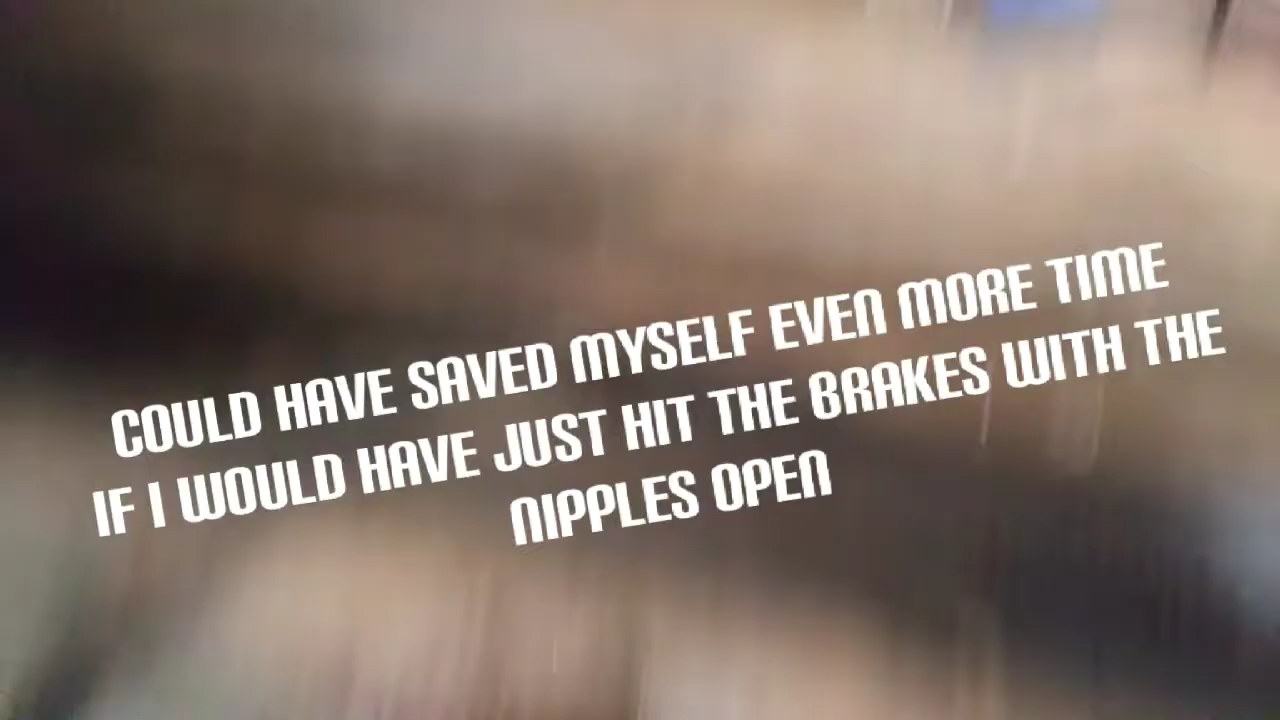 COULD HAVE SAVED MYSELF EVEN MORE TIME
IF I WOULD HAVE JUST HIT THE BRAKES WITH THE
NIPPLES OPEN